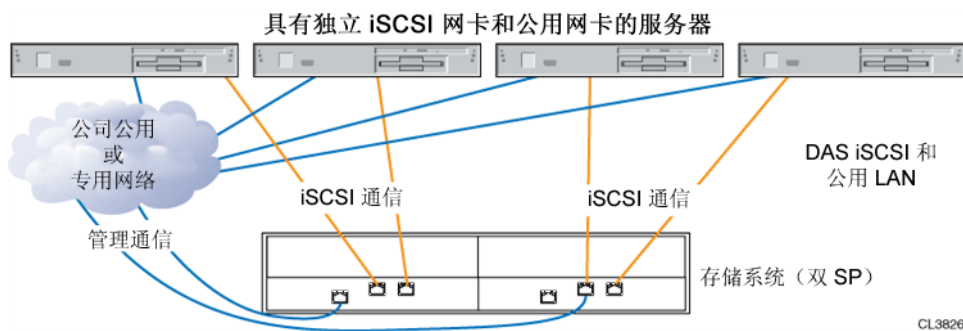 具有独立 iSCSI 网卡和公用网卡的服务器
公司公用
或
专用网络
DAS iSCSI 和
公用 LAN
iSCSI 通信
iSCSI 通信
管理通信
存储系统（双 SP）
CL3826